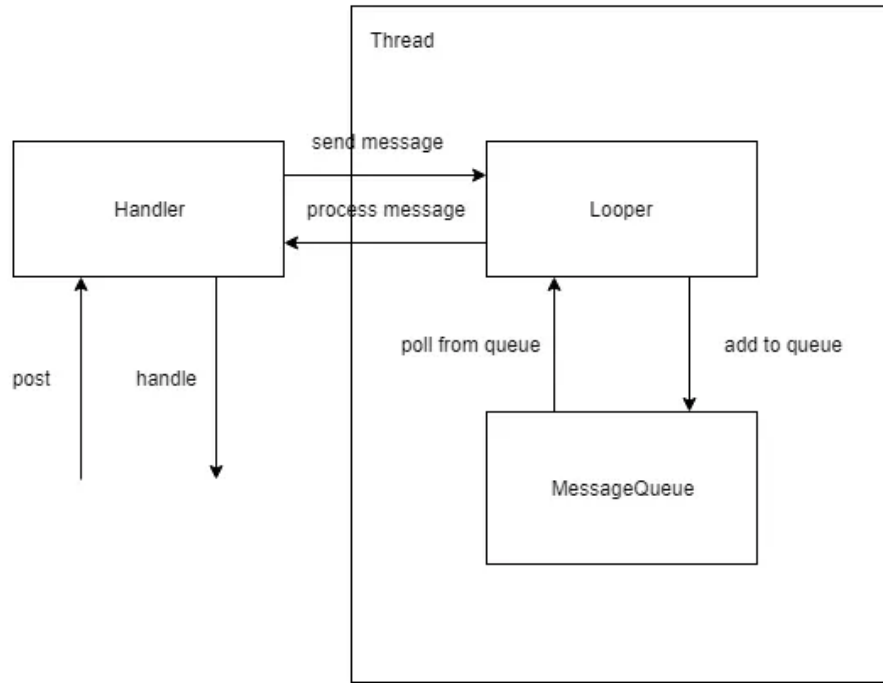 Thread
send message
Handler
process message
Looper
poll from queue
add to queue
post
handle
MessageQueue